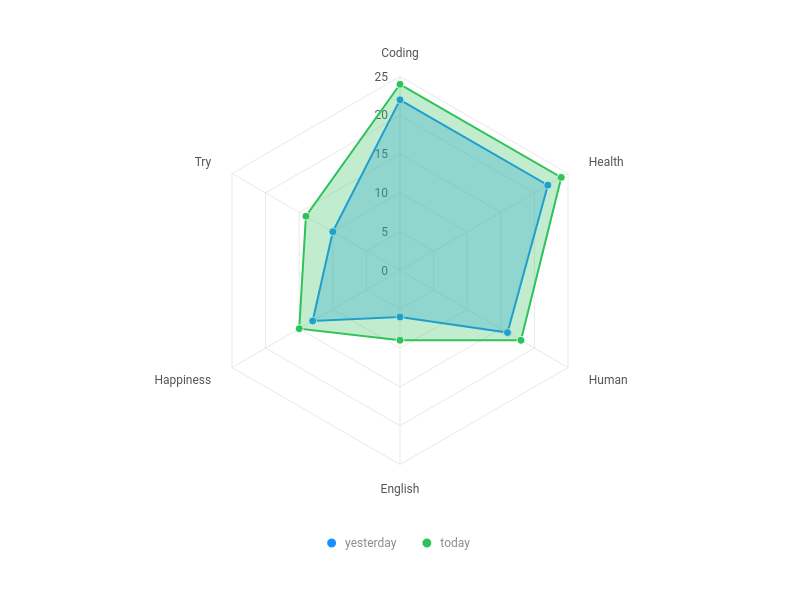 Coding
25
20
15
10
5
0
Try
Health
Happiness
Human
English
yesterday today